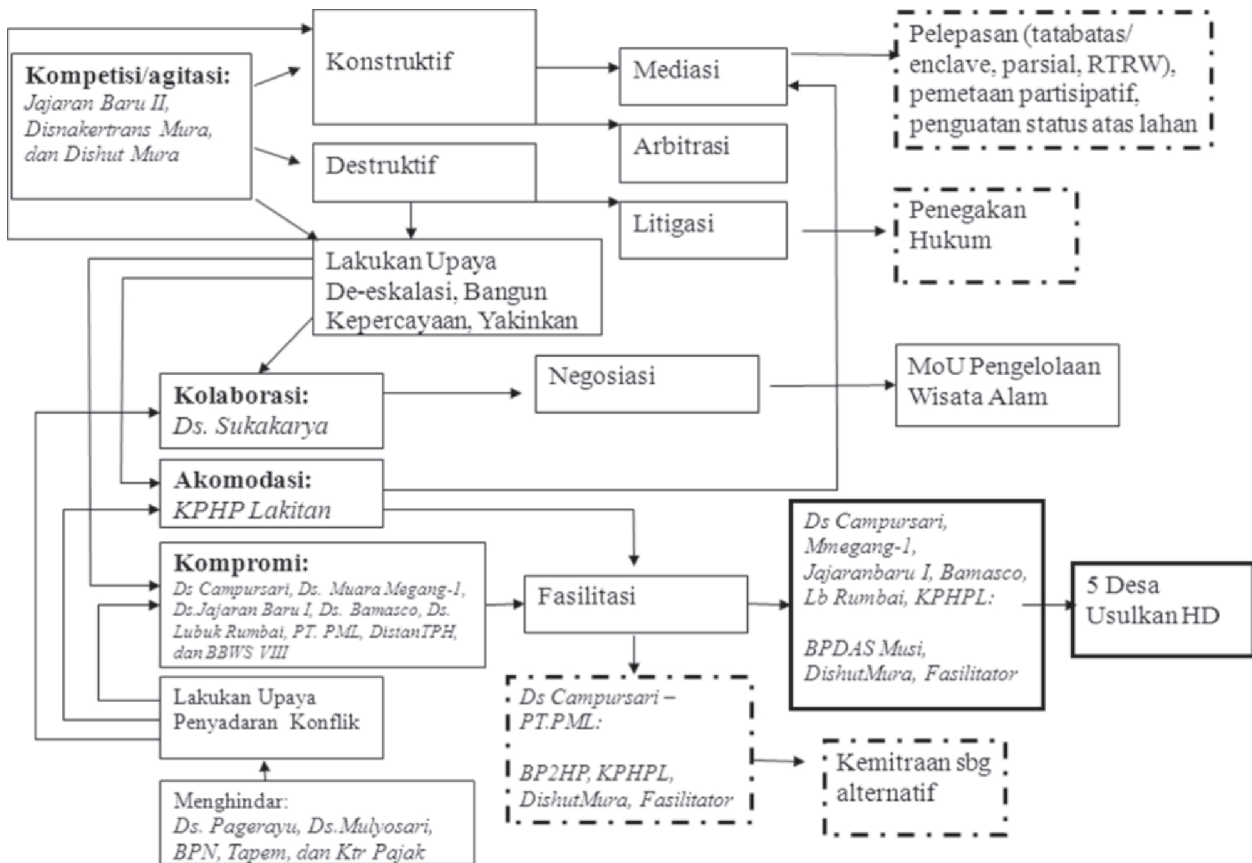 Kompetisi/agitasi:
Jajaran Baru II,
Disnakertrans Mura,
dan Dishut Mura
Konstruktif
Destruktif
Mediasi
Arbitrasi
Litigasi
Pelepasan (tatabatas/
enclave, parsial, RTRW),
pemetaan partisipatif,
penguatan status atas lahan
Penegakan
Hukum
Lakukan Upaya
De-eskalasi, Bangun
Kepercayaan, Yakinkan
Kolaborasi:
Ds. Sukakarya
Negosiasi
MoU Pengelolaan
Wisata Alam
Akomodasi:
KPHP Lakitan
Kompromi:
Ds Campursari, Ds. Muara Megang-1,
Ds.Jajaran Baru I, Ds. Bamasco, Ds.
Lubuk Rumbai, PT. PML, DistanTPH,
dan BBWS VIII
Fasilitasi
Ds Campursari,
Mmegang-1,
Jajaranbaru I, Bamasco,
Lb Rumbai, KPHPL:
BPDAS Musi,
DishutMura, Fasilitator
5 Desa
Usulkan HD
Lakukan Upaya
Penyadaran Konflik
Ds Campursari –
PT.PML:
BP2HP, KPHPL,
DishutMura, Fasilitator
Kemitraan sbg
alternatif
Menghindar:
Ds. Pagerayu, Ds.Mulyosari,
BPN, Tapem, dan Ktr Pajak